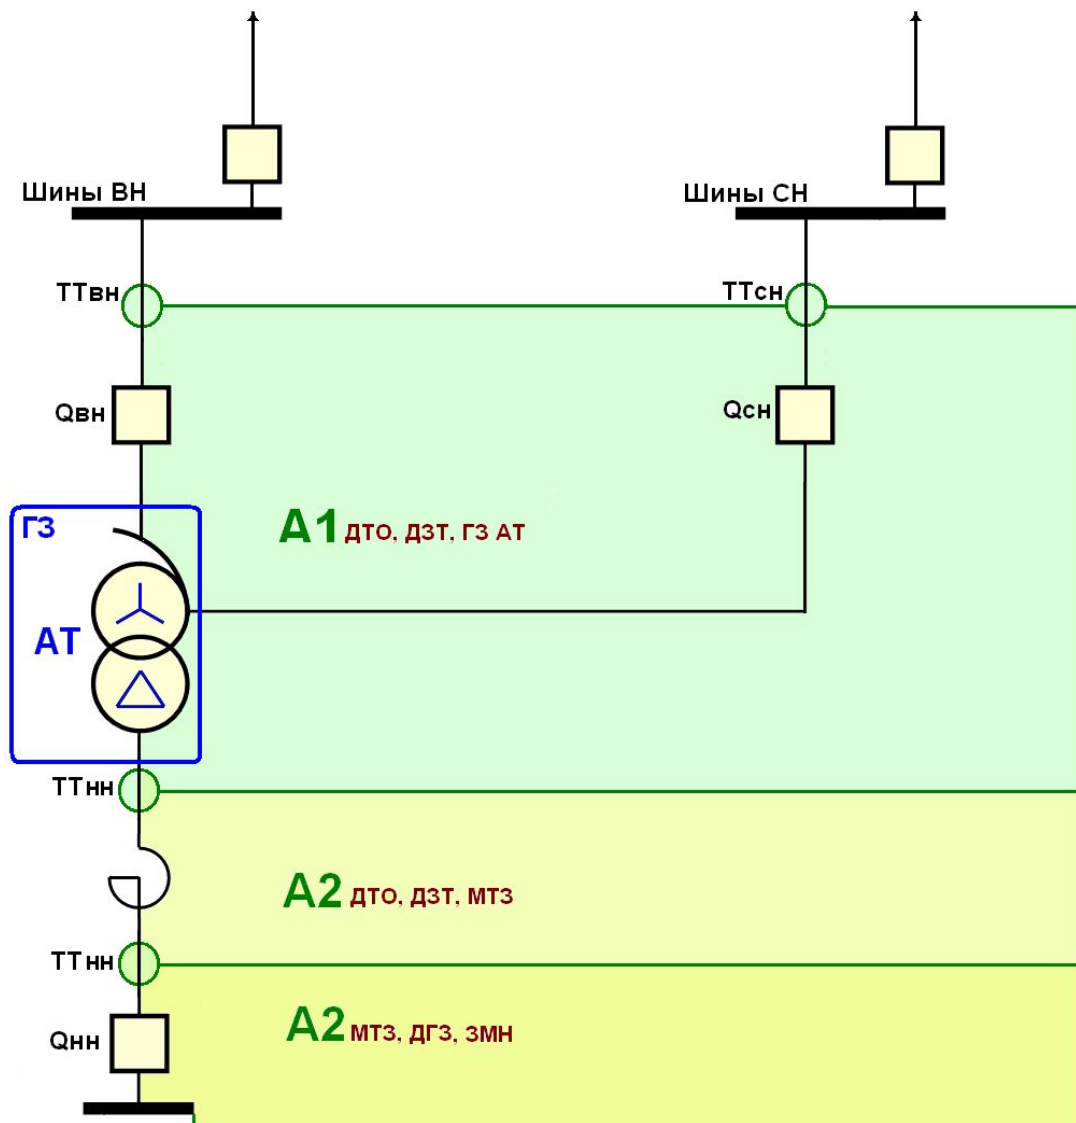 Шины ВН
Шины СН
ТТвн
ТТсн
Qвн
Qсн
ГЗ
А1 ДТО, ДЗТ, ГЗ АТ
АТ
ТТнн
А2 ДТО, ДЗТ, МТЗ
ТТнн
А2 МТЗ, ДГЗ, ЗМН
Qнн